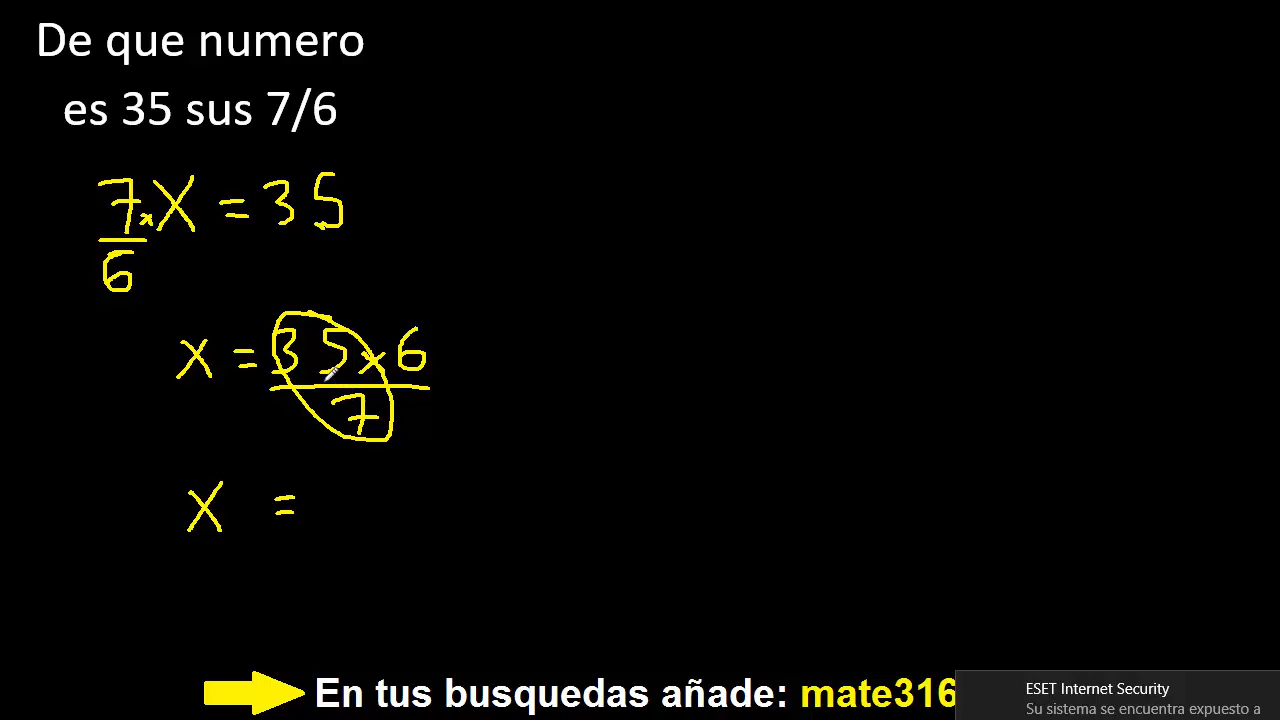 De que numero
es 35 sus 7/6
7/6 x X = 35
x = 35 x 6 / 7
x =
En tus busquedas añade: mate316
ESET Internet Security
Su sistema se encuentra expuesto a